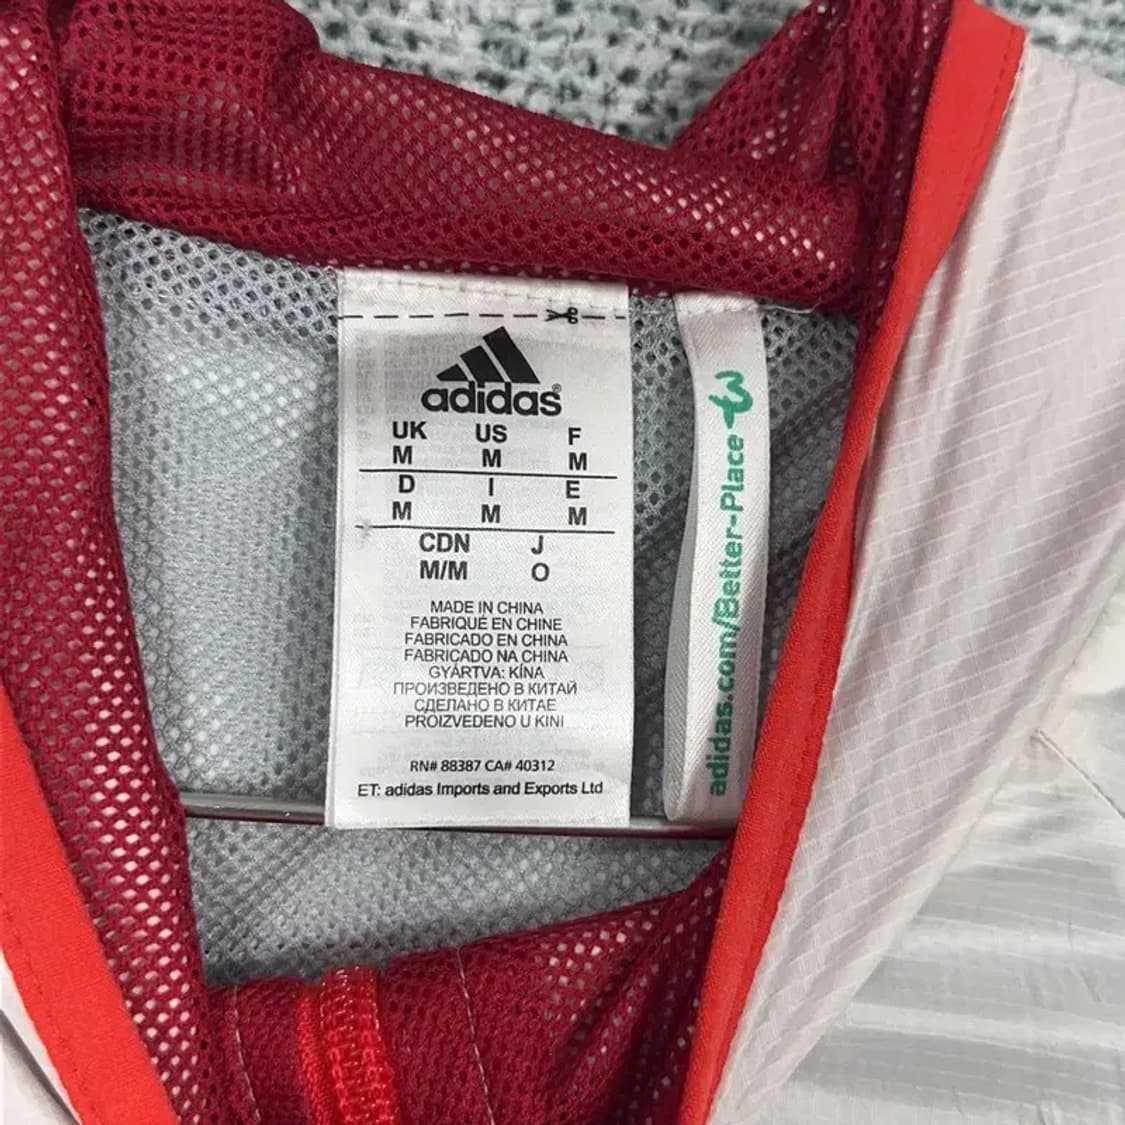 adidas®
UK US F
M M M
D I E
M M M
CDN J
M/M O
MADE IN CHINA
FABRIQUÉ EN CHINE
FABRICADO EN CHINA
FABRICADO NA CHINA
GYÁRTVA: KÍNA
ПРОИЗВЕДЕНО В КИТАЙ
СДЕЛАНО В КИТАЕ
PROIZVEDENO U KINI
RN# 88387 CA# 40312
ET: adidas Imports and Exports Ltd
adidas.com/Better-Place